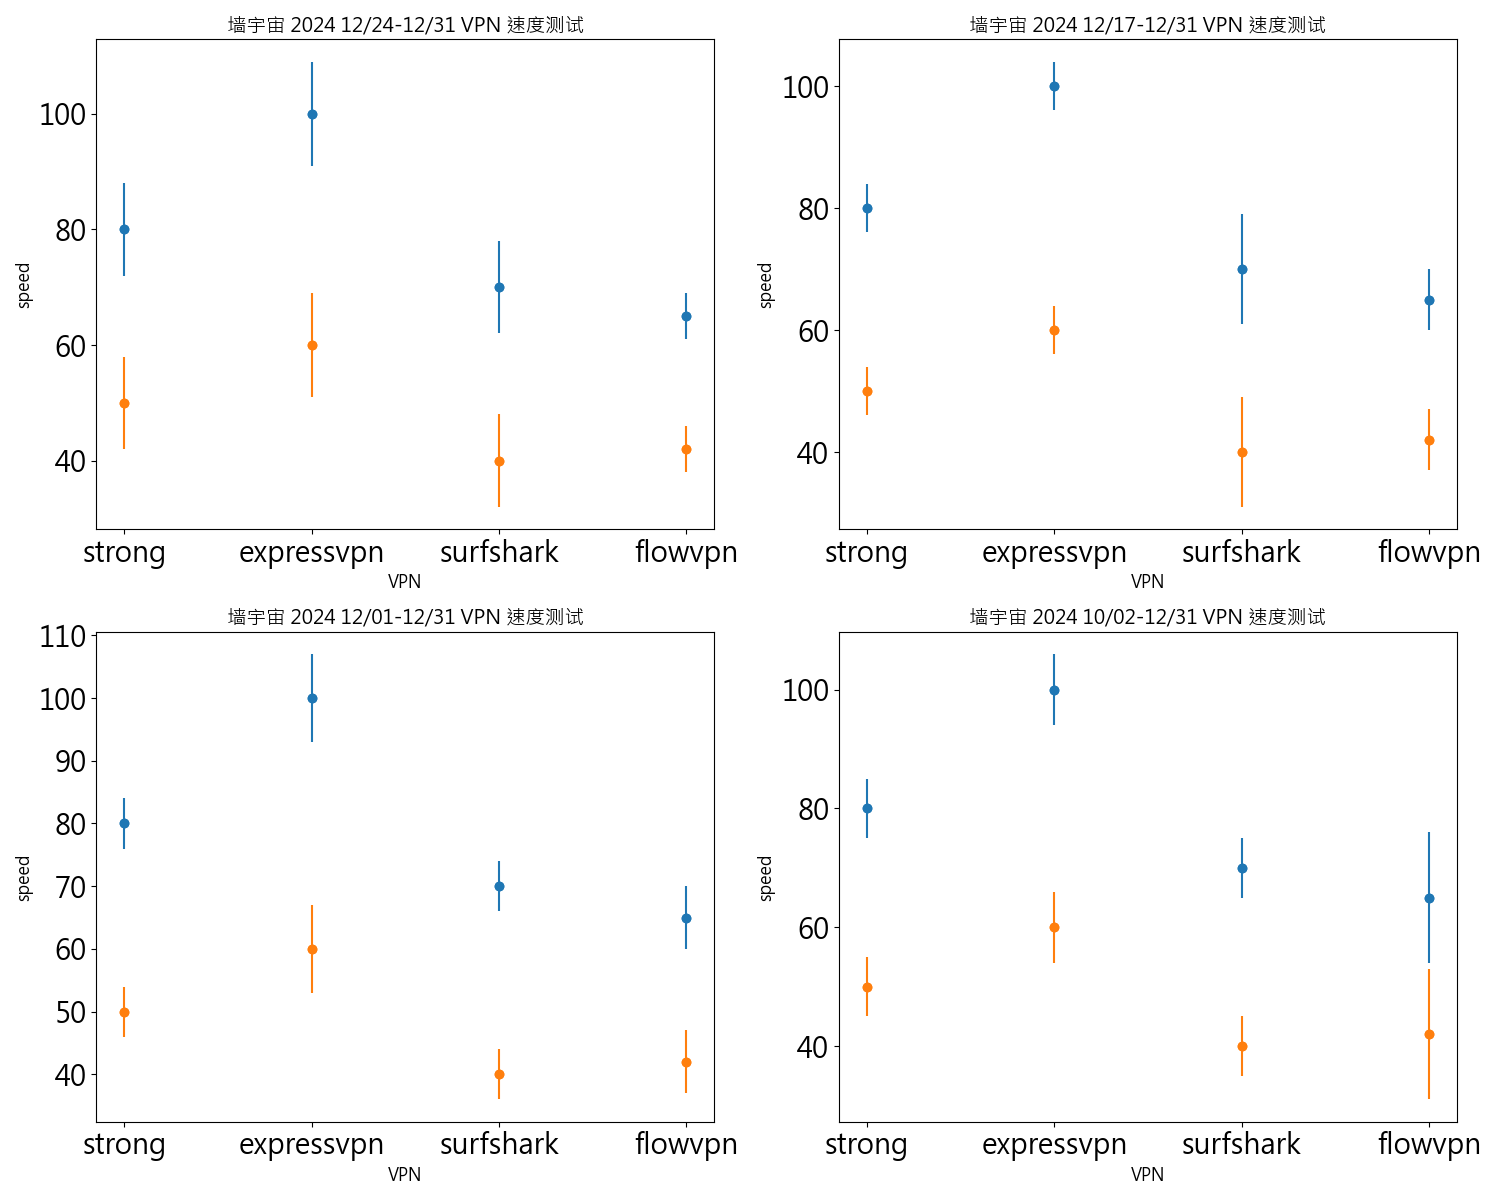 墙宇宙 2024 12/24-12/31 VPN 速度测试
100
80
60
40
speed
strong expressvpn surfshark flowvpn
VPN
墙宇宙 2024 12/17-12/31 VPN 速度测试
100
80
60
40
speed
strong expressvpn surfshark flowvpn
VPN
墙宇宙 2024 12/01-12/31 VPN 速度测试
110
100
90
80
70
60
50
40
speed
strong expressvpn surfshark flowvpn
VPN
墙宇宙 2024 10/02-12/31 VPN 速度测试
100
80
60
40
speed
strong expressvpn surfshark flowvpn
VPN